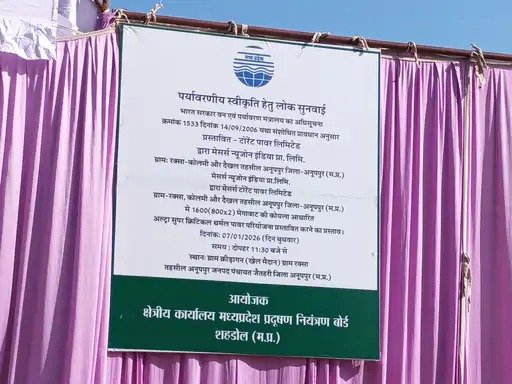 मध्य प्रदेश
पर्यावरणीय स्वीकृति हेतु लोक सुनवाई
भारत सरकार वन एवं पर्यावरण मंत्रालय का अधिसूचना
क्रमांक 1533 दिनांक 14/09/2006 यथा संशोधित प्रावधान अनुसार
प्रस्तावित – टोरेंट पावर लिमिटेड
द्वारा मेसर्स न्यूजोन इंडिया प्रा. लिमि.
ग्राम: रक्सा-कोलमी और दैखल तहसील अनूपपुर जिला-अनूपपुर (म.प्र.)
मेसर्स न्यूजोन इंडिया प्रा. लिमि.
द्वारा मेसर्स टोरेंट पावर लिमिटेड
ग्राम-रक्सा, कोलमी और दैखल तहसील अनूपपुर जिला-अनूपपुर (म.प्र.)
में 1600(800x2) मेगावाट की कोयला आधारित
अल्ट्रा सुपर क्रिटिकल थर्मल पावर परियोजना प्रस्तावित करने का प्रस्ताव।
दिनांक: 07/01/2026 (दिन बुधवार)
समय : दोपहर 11:30 बजे से
स्थान: ग्राम क्रीड़ांगन (खेल मैदान) ग्राम रक्सा
तहसील अनूपपुर जनपद पंचायत जैतहरी जिला अनूपपुर (म.प्र.)
आयोजक
क्षेत्रीय कार्यालय मध्यप्रदेश प्रदूषण नियंत्रण बोर्ड
शहडोल (म.प्र.)